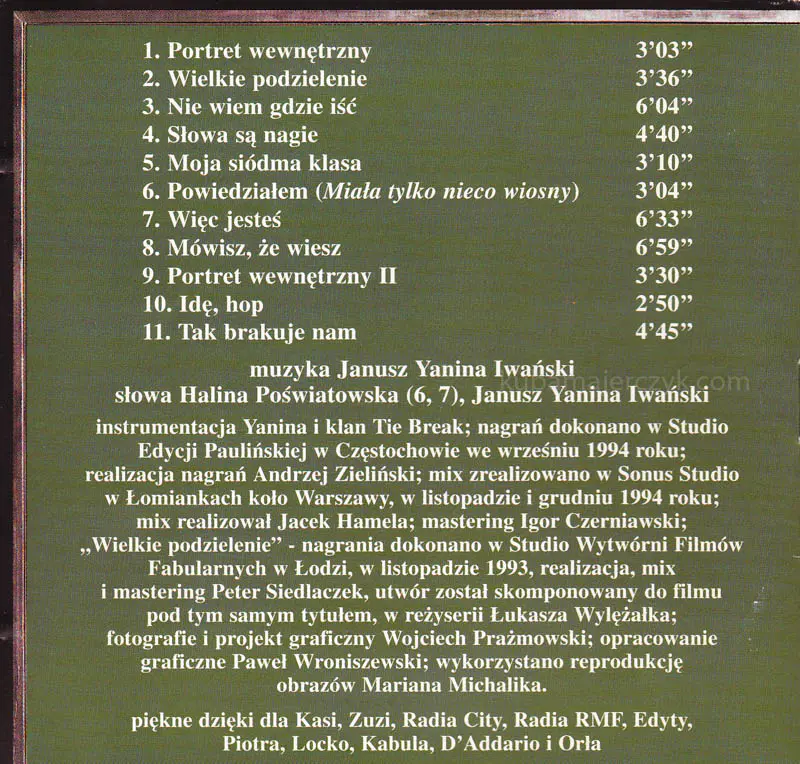 1. Portret wewnętrzny 3’03”
2. Wielkie podzielenie 3’36”
3. Nie wiem gdzie iść 6’04”
4. Słowa są nagie 4’40”
5. Moja siódma klasa 3’10”
6. Powiedziałem (Miała tylko nieco wiosny) 3’04”
7. Więc jesteś 6’33”
8. Mówisz, że wiesz 6’59”
9. Portret wewnętrzny II 3’30”
10. Idę, hop 2’50”
11. Tak brakuje nam 4’45”
muzyka Janusz Yanina Iwański
kubamajerczyk.com
słowa Halina Poświatowska (6, 7), Janusz Yanina Iwański
instrumentacja Yanina i klan Tie Break; nagrań dokonano w Studio
Edycji Paulińskiej w Częstochowie we wrześniu 1994 roku;
realizacja nagrań Andrzej Zieliński; mix zrealizowano w Sonus Studio
w Łomiankach koło Warszawy, w listopadzie i grudniu 1994 roku;
mix realizował Jacek Hamela; mastering Igor Czerniawski;
„Wielkie podzielenie” - nagrania dokonano w Studio Wytwórni Fiłmów
Fabularnych w Łodzi, w listopadzie 1993, realizacja, mix
i mastering Peter Siedlaczek, utwór został skomponowany do filmu
pod tym samym tytułem, w reżyserii Łukasza Wylężałka;
fotografie i projekt graficzny Wojciech Prażmowski; opracowanie
graficzne Paweł Wroniszewski; wykorzystano reprodukcję
obrazów Mariana Michalika.
piękne dzięki dla Kasi, Zuzi, Radia City, Radia RMF, Edyty,
Piotra, Locko, Kabula, D’Addario i Orła